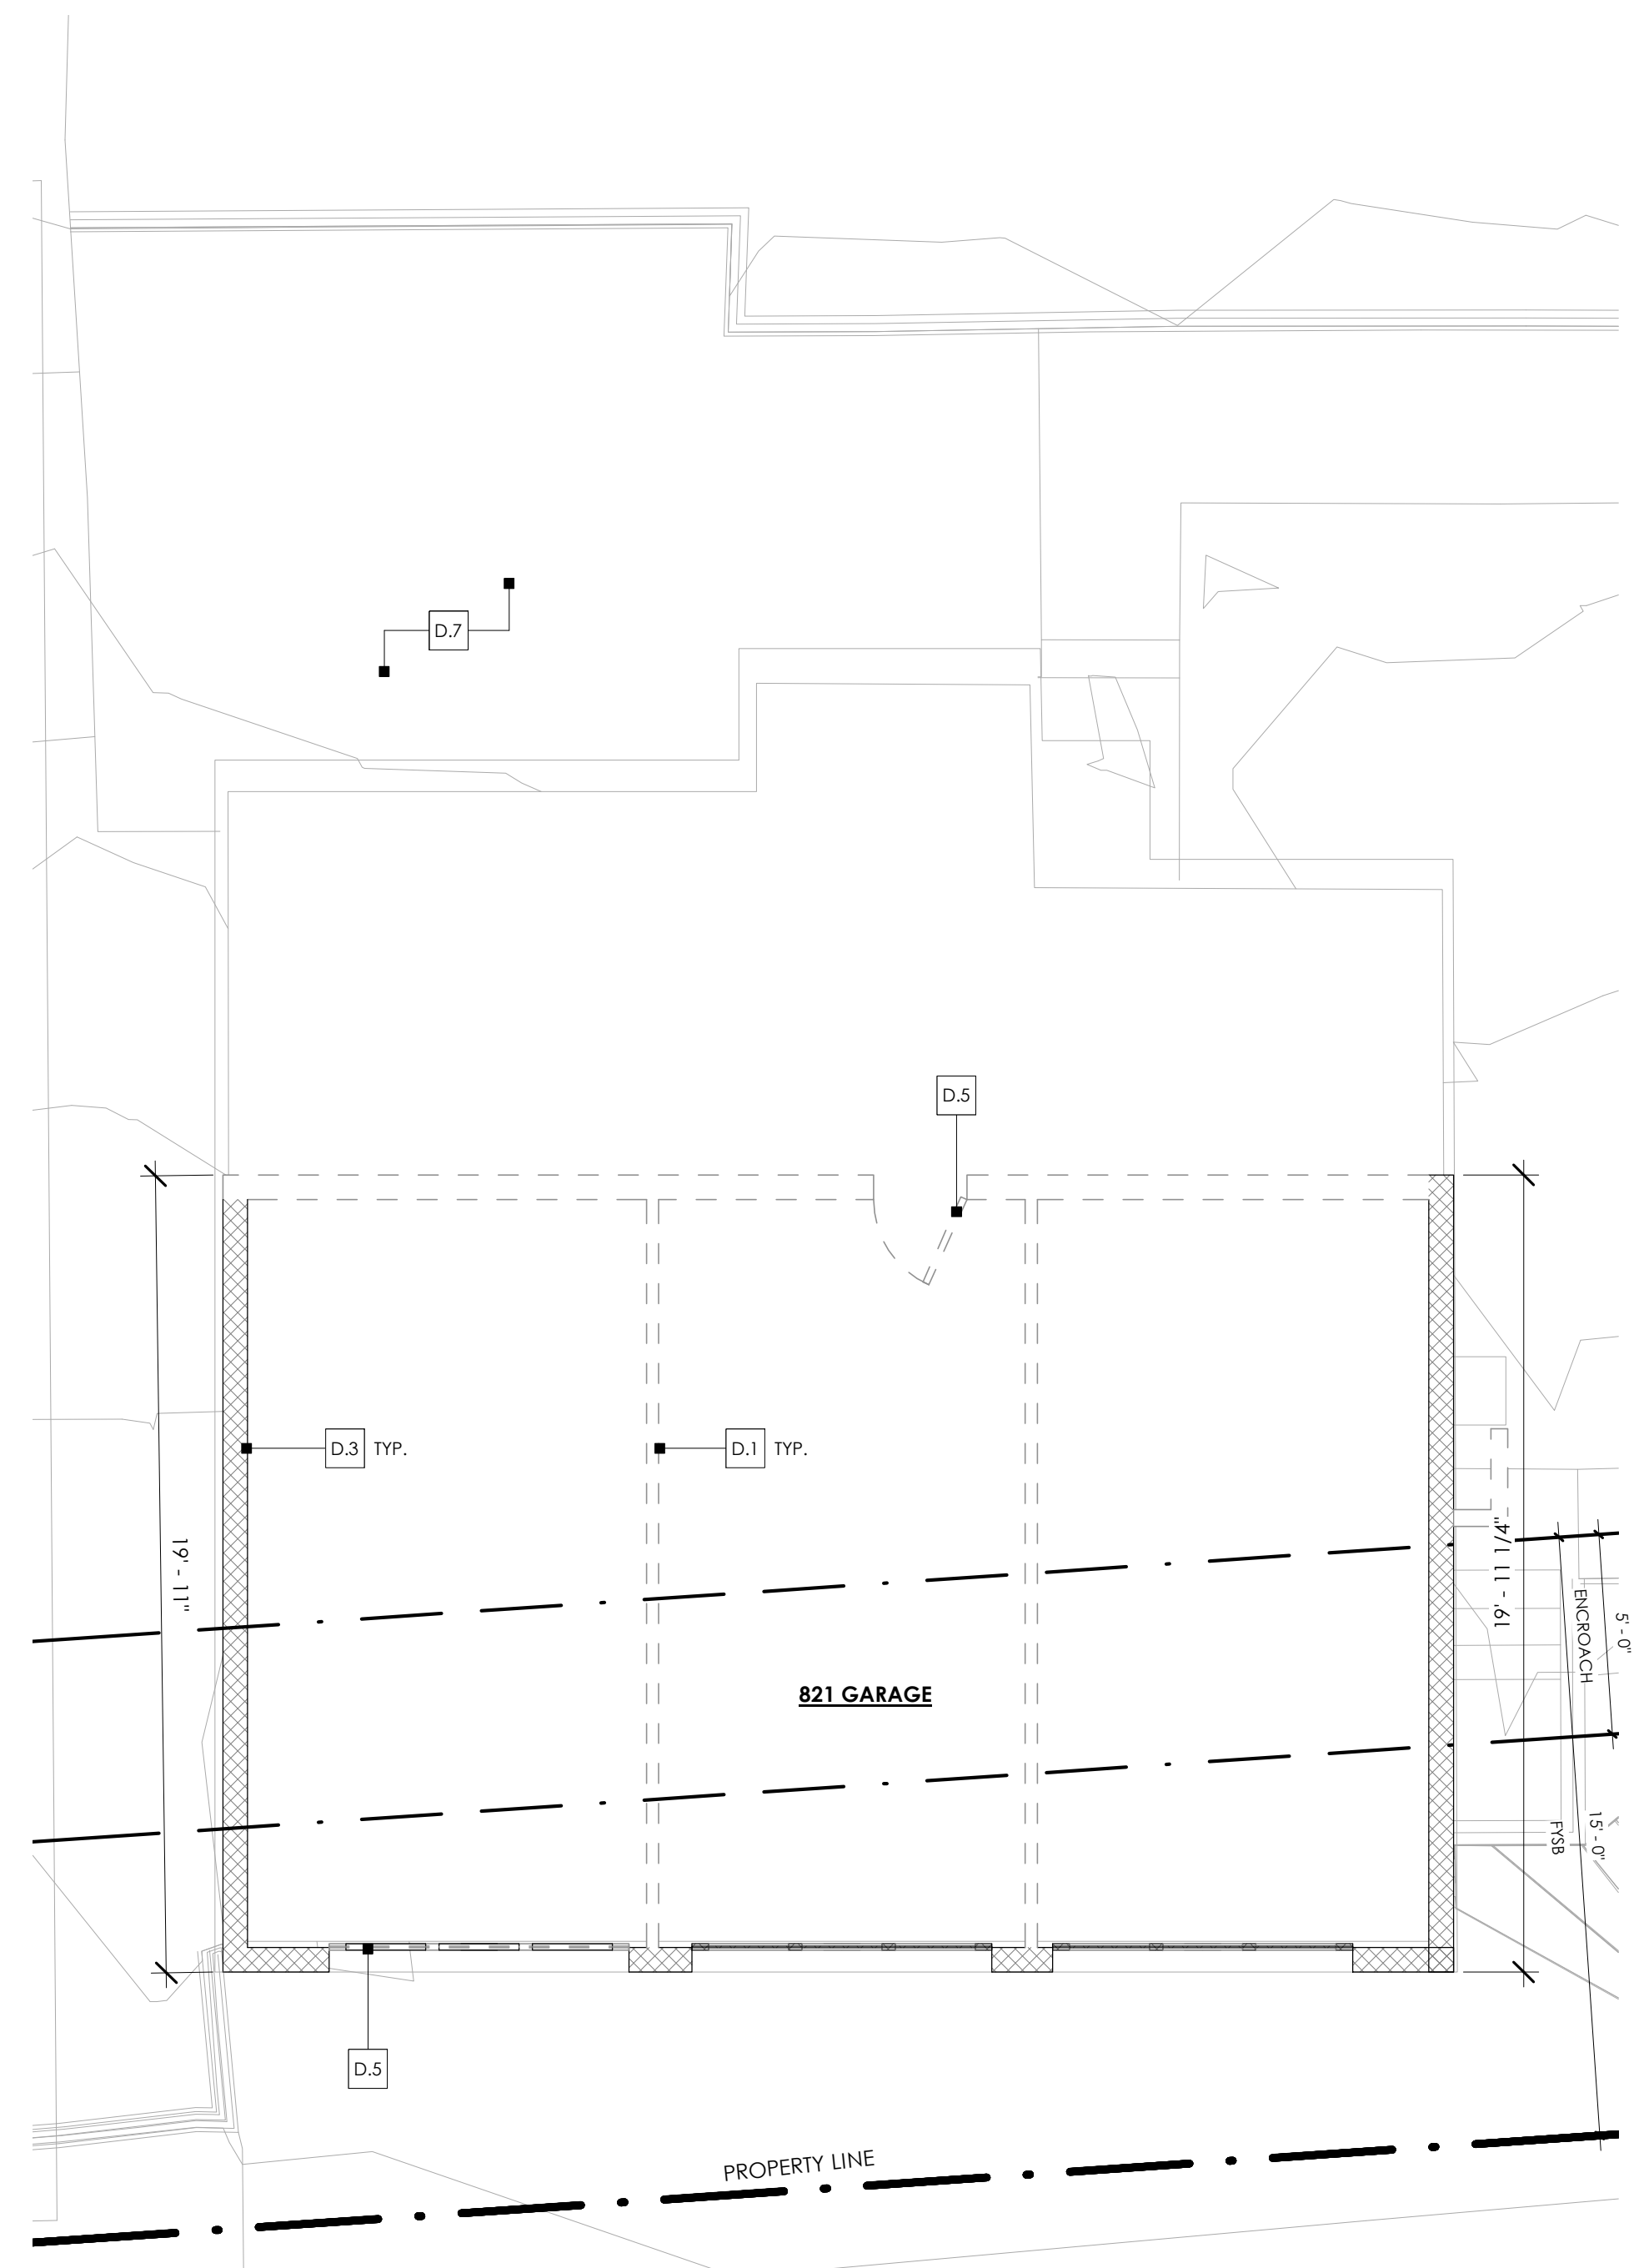 D.7
D.5
D.3 TYP.
D.1 TYP.
19' - 11"
19' - 11 1/4"
5' - 0"
ENCROACH
821 GARAGE
15' - 0"
FYSB
D.5
PROPERTY LINE